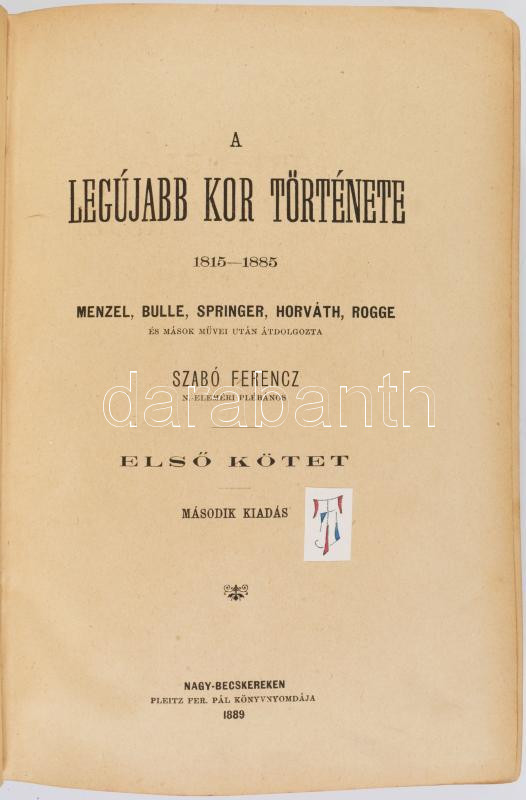 A
LEGÚJABB KOR TÖRTÉNETE
1815—1885
MENZEL, BULLE, SPRINGER, HORVÁTH, ROGGE
ÉS MÁSOK MŰVEI UTÁN ÁTDOLGOZTA
SZABÓ FERENCZ
N.-ELEMÉRI PLÉBÁNOS
darabanth
ELSŐ KÖTET
MÁSODIK KIADÁS
NAGY-BECSKEREKEN
PLEITZ FER. PÁL KÖNYVNYOMDÁJA
1889